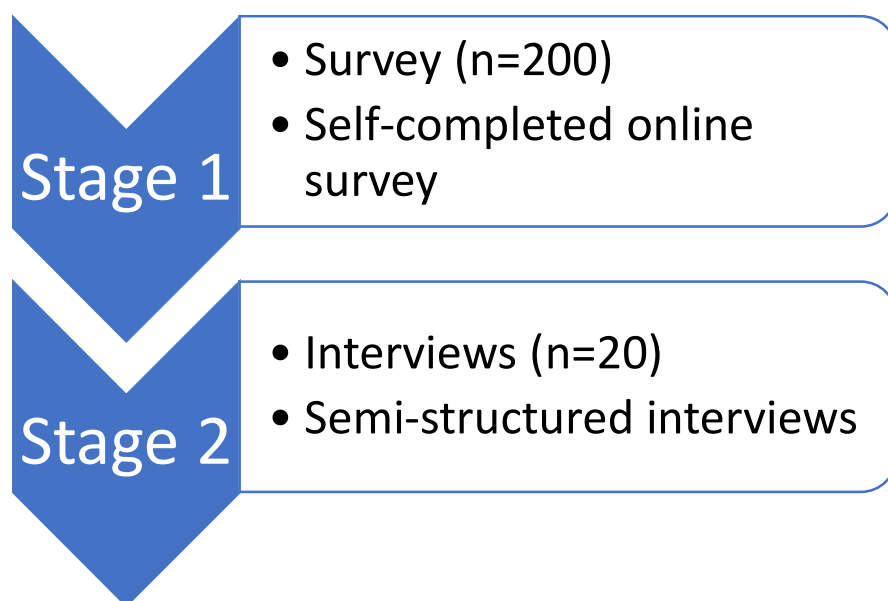 Stage 1
• Survey (n=200)
• Self-completed online
survey
Stage 2
• Interviews (n=20)
• Semi-structured interviews